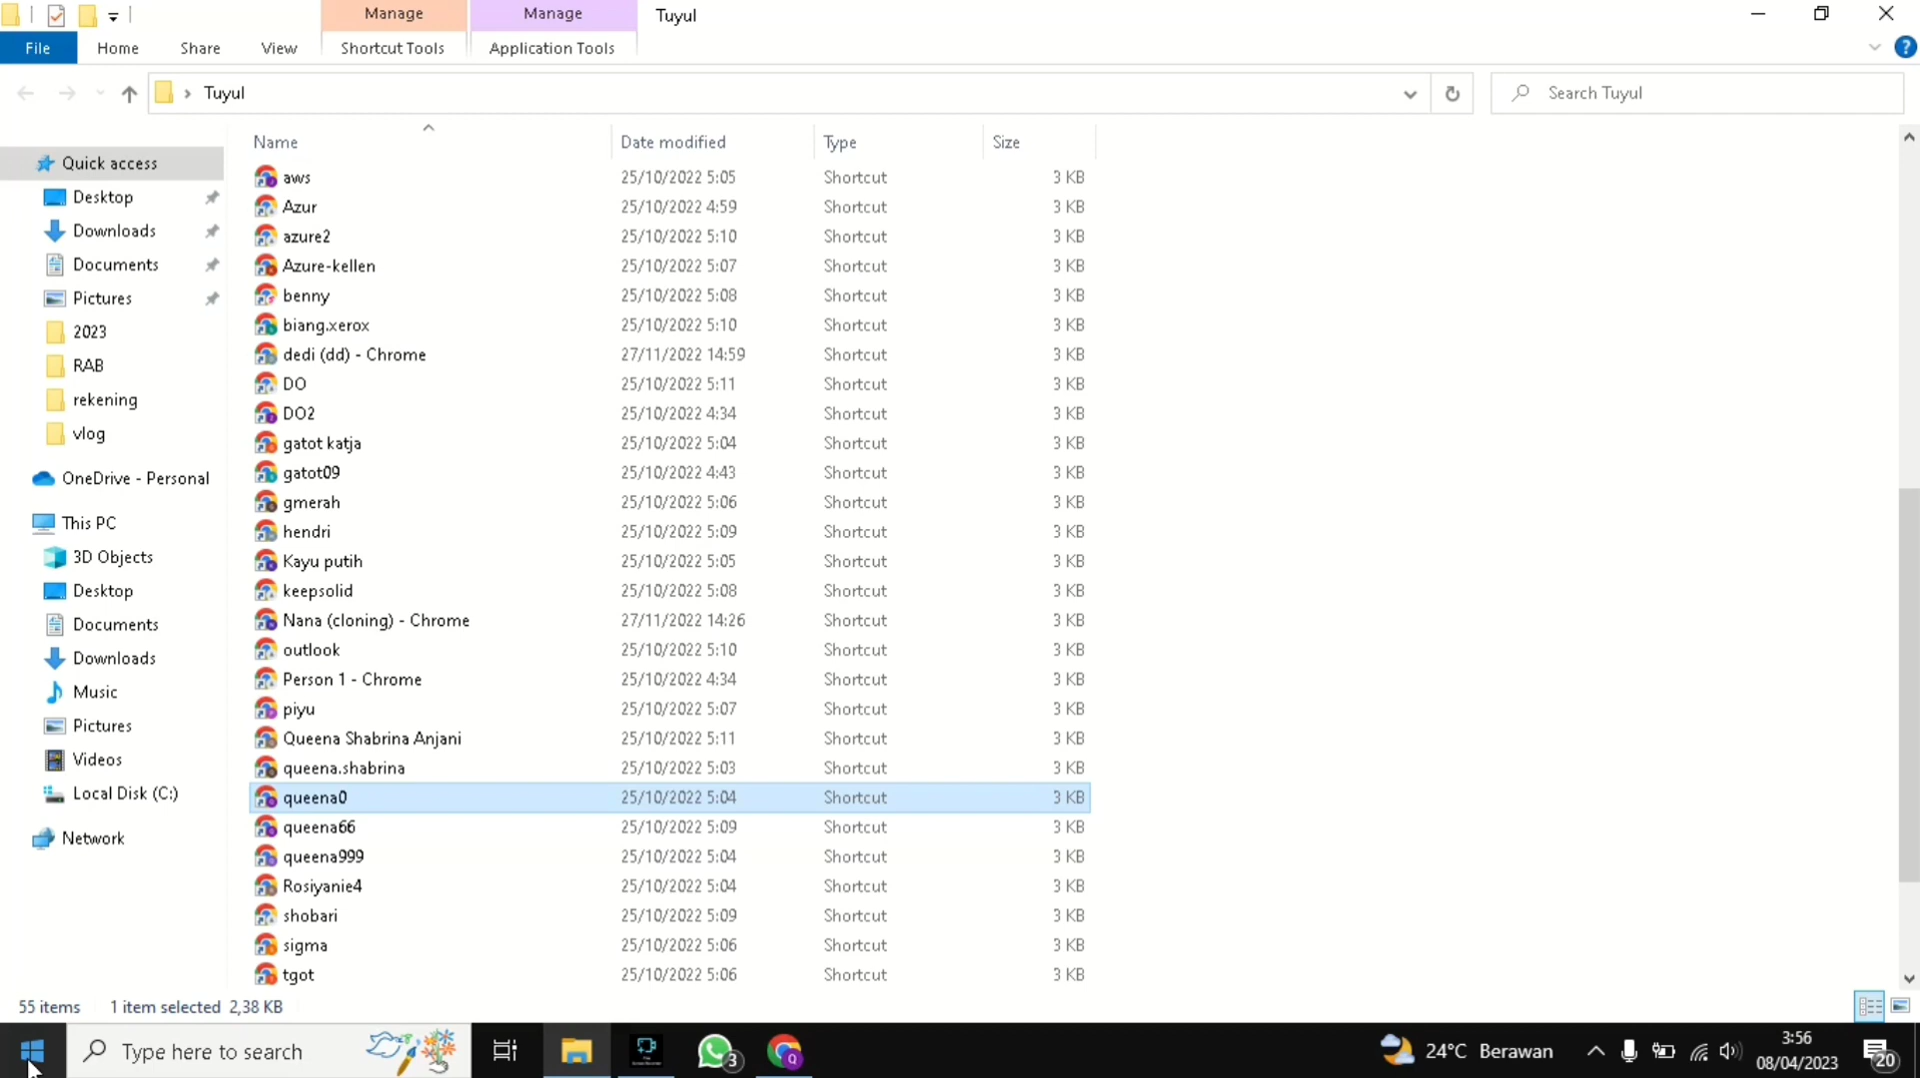 Manage
Manage
Tuyul
File
Home
Share
View
Shortcut Tools
Application Tools
Tuyul
Search Tuyul
Name
Date modified
Type
Size
Quick access
Desktop
Downloads
Documents
Pictures
2023
RAB
rekening
vlog
OneDrive - Personal
This PC
3D Objects
Desktop
Documents
Downloads
Music
Pictures
Videos
Local Disk (C:)
Network
aws 25/10/2022 5:05 Shortcut 3 KB
Azur 25/10/2022 4:59 Shortcut 3 KB
azure2 25/10/2022 5:10 Shortcut 3 KB
Azure-kellen 25/10/2022 5:07 Shortcut 3 KB
benny 25/10/2022 5:08 Shortcut 3 KB
biang.xerox 25/10/2022 5:10 Shortcut 3 KB
dedi (dd) - Chrome 27/11/2022 14:59 Shortcut 3 KB
DO 25/10/2022 5:11 Shortcut 3 KB
DO2 25/10/2022 4:34 Shortcut 3 KB
gatot katja 25/10/2022 5:04 Shortcut 3 KB
gatot09 25/10/2022 4:43 Shortcut 3 KB
gmerah 25/10/2022 5:06 Shortcut 3 KB
hendri 25/10/2022 5:09 Shortcut 3 KB
Kayu putih 25/10/2022 5:05 Shortcut 3 KB
keepsolid 25/10/2022 5:08 Shortcut 3 KB
Nana (cloning) - Chrome 27/11/2022 14:26 Shortcut 3 KB
outlook 25/10/2022 5:10 Shortcut 3 KB
Person 1 - Chrome 25/10/2022 4:34 Shortcut 3 KB
piyu 25/10/2022 5:07 Shortcut 3 KB
Queena Shabrina Anjani 25/10/2022 5:11 Shortcut 3 KB
queena.shabrina 25/10/2022 5:03 Shortcut 3 KB
queena0 25/10/2022 5:04 Shortcut 3 KB
queena66 25/10/2022 5:09 Shortcut 3 KB
queena999 25/10/2022 5:04 Shortcut 3 KB
Rosiyanie4 25/10/2022 5:04 Shortcut 3 KB
shobari 25/10/2022 5:09 Shortcut 3 KB
sigma 25/10/2022 5:06 Shortcut 3 KB
tgot 25/10/2022 5:06 Shortcut 3 KB
55 items 1 item selected 2,38 KB
Type here to search
3
Q
24°C Berawan
3:56
08/04/2023
20